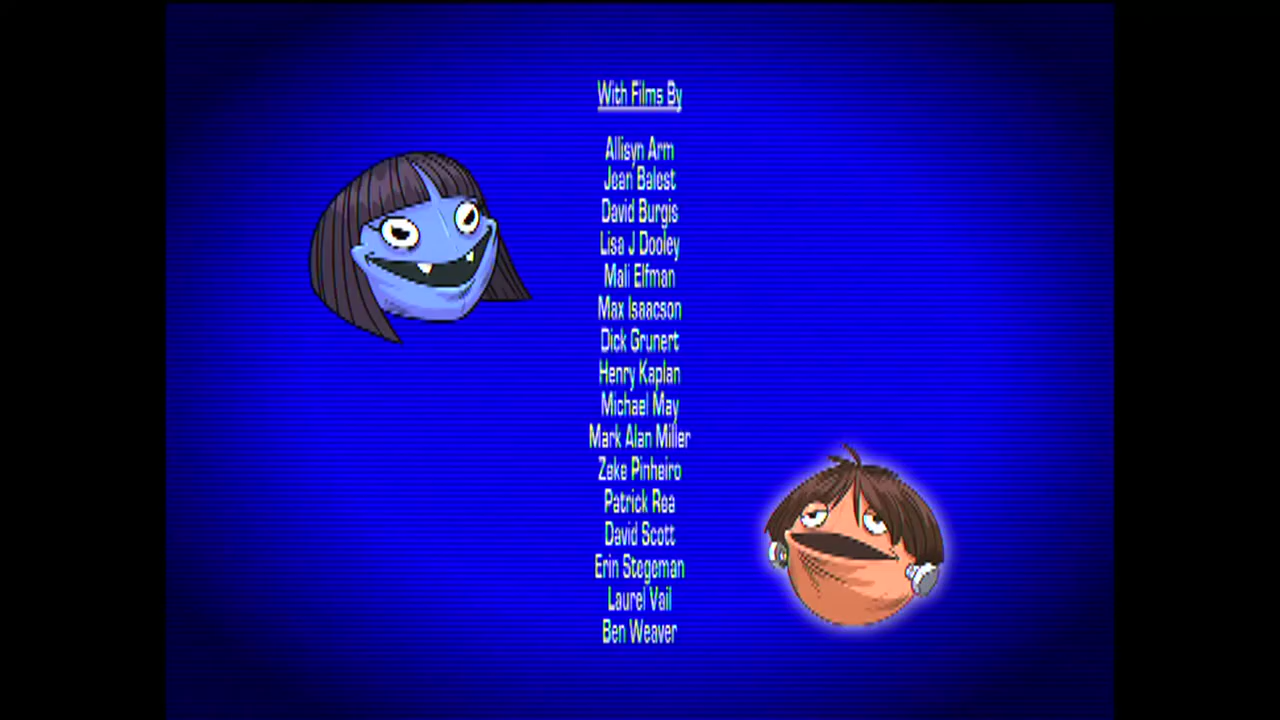 With Films By
Allisyn Arm
Jean Balest
David Burgis
Lisa J Dooley
Mali Elfman
Max Isaacson
Dick Grunert
Henry Kaplan
Michael May
Mark Alan Miller
Zeke Pinheiro
Patrick Rea
David Scott
Erin Stegeman
Laurel Vail
Ben Weaver